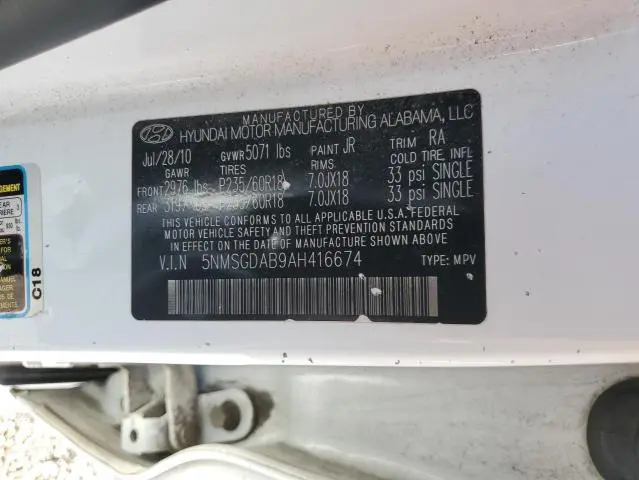 MANUFACTURED BY
HYUNDAI MOTOR MANUFACTURING ALABAMA, LLC
Jul/28/10 GVWR 5071 lbs PAINT JR TRIM RA
GAWR TIRES RIMS COLD TIRE INFL
FRONT 2976 lbs P235/60R18 7.0JX18 33 psi SINGLE
REAR P235/60R18 7.0JX18 33 psi SINGLE
THIS VEHICLE CONFORMS TO ALL APPLICABLE U.S.A. FEDERAL
MOTOR VEHICLE SAFETY AND THEFT PREVENTION STANDARDS
IN EFFECT ON THE DATE OF MANUFACTURE SHOWN ABOVE.
V.I.N 5NMSGDAB9AH416674 TYPE: MPV
C18